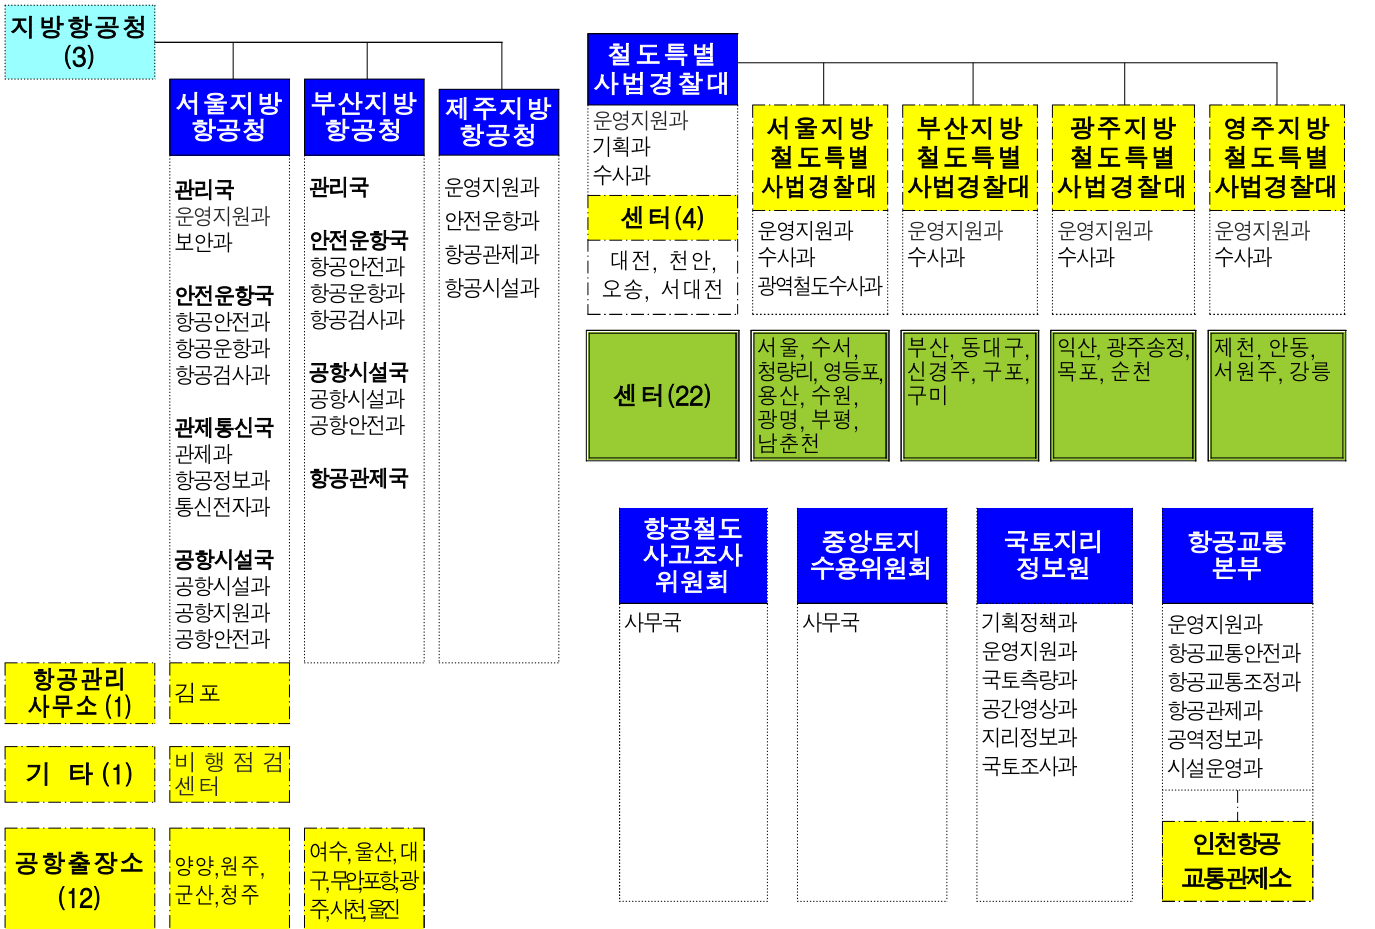 지방항공청
(3)
서울지방
항공청
관리국
운영지원과
보안과
안전운항국
항공안전과
항공운항과
항공검사과
관제통신국
관제과
항공정보과
통신전자과
공항시설국
공항시설과
공항지원과
공항안전과
부산지방
항공청
관리국
안전운항국
항공안전과
항공운항과
항공검사과
공항시설국
공항시설과
공항안전과
항공관제국
제주지방
항공청
운영지원과
안전운항과
항공관제과
항공시설과
항공관리
사무소 (1)
김포
기 타 (1)
비 행 점 검
센터
공항출장소
(12)
양양,원주,
군산,청주
여수, 울산, 대
구,무안,포항,광
주,사천,울진
철도특별
사법경찰대
운영지원과
기획과
수사과
센터(4)
대전, 천안,
오송, 서대전
서울지방
철도특별
사법경찰대
운영지원과
수사과
광역철도수사과
부산지방
철도특별
사법경찰대
운영지원과
수사과
광주지방
철도특별
사법경찰대
운영지원과
수사과
영주지방
철도특별
사법경찰대
운영지원과
수사과
센터(22)
서울, 수서,
청량리, 영등포,
용산, 수원,
광명, 부평,
남춘천
부산, 동대구,
신경주, 구포,
구미
익산, 광주송정,
목포, 순천
제천, 안동,
서원주, 강릉
항공철도
사고조사
위원회
사무국
중앙토지
수용위원회
사무국
국토지리
정보원
기획정책과
운영지원과
국토측량과
공간영상과
지리정보과
국토조사과
항공교통
본부
운영지원과
항공교통안전과
항공교통조정과
항공관제과
공역정보과
시설운영과
인천항공
교통관제소